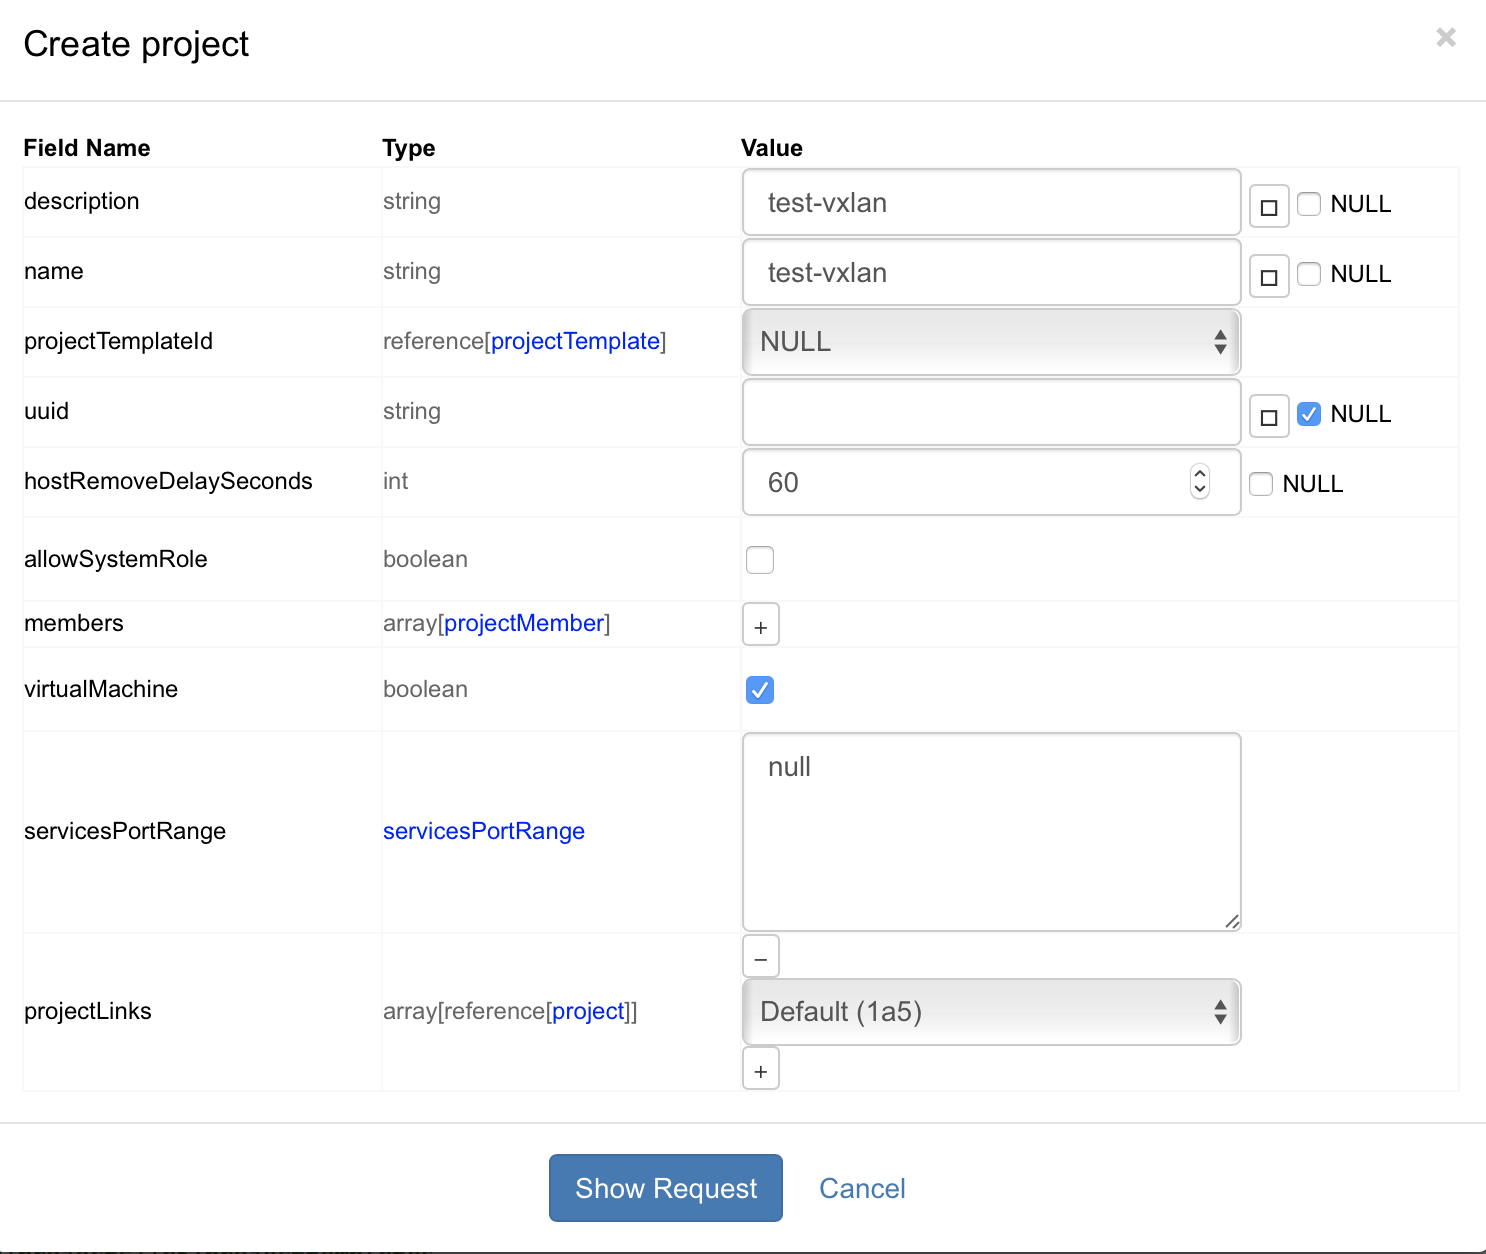 Create project
×
Field Name Type Value
description string test-vxlan NULL
name string test-vxlan NULL
projectTemplateId reference[projectTemplate] NULL
uuid string NULL
hostRemoveDelaySeconds int 60 NULL
allowSystemRole boolean
members array[projectMember] +
virtualMachine boolean
null
servicesPortRange servicesPortRange
−
projectLinks array[reference[project]] Default (1a5)
+
Show Request Cancel